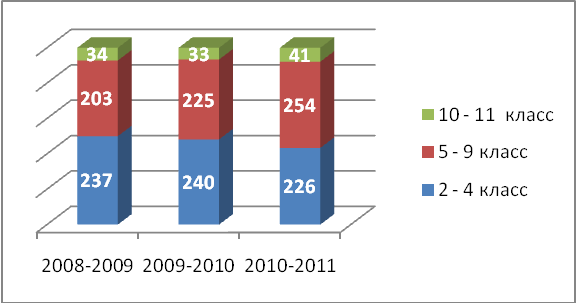 34 33 41
203 225 254
237 240 226
2008-2009 2009-2010 2010-2011
10 - 11 класс
5 - 9 класс
2 - 4 класс